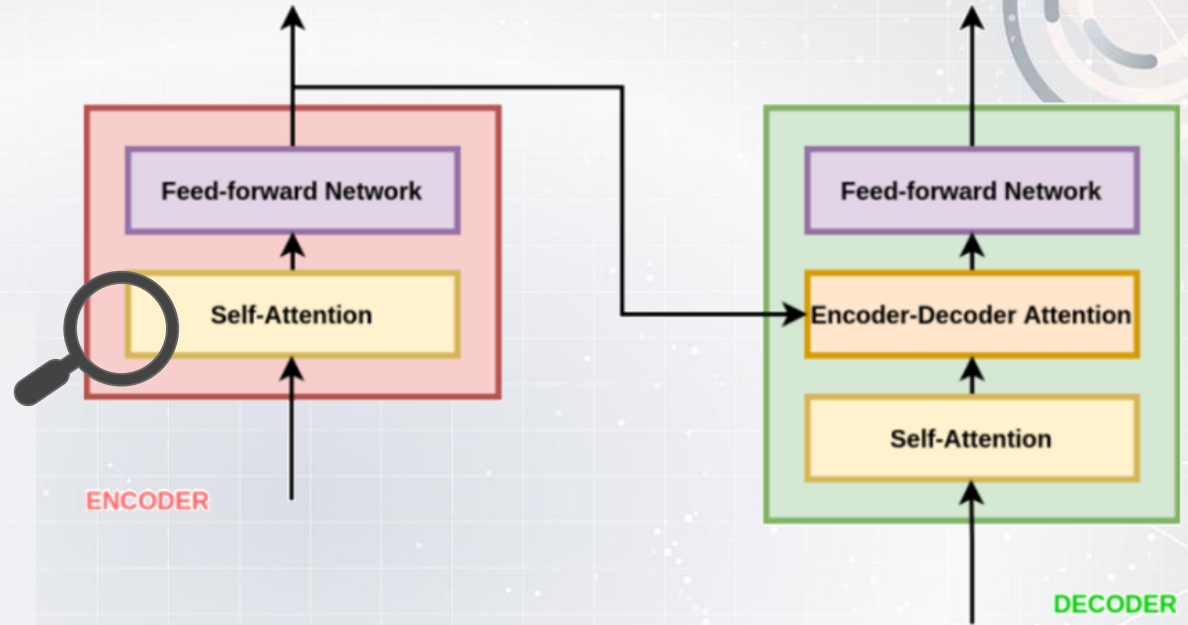 Feed-forward Network
Self-Attention
ENCODER
Feed-forward Network
Encoder-Decoder Attention
Self-Attention
DECODER